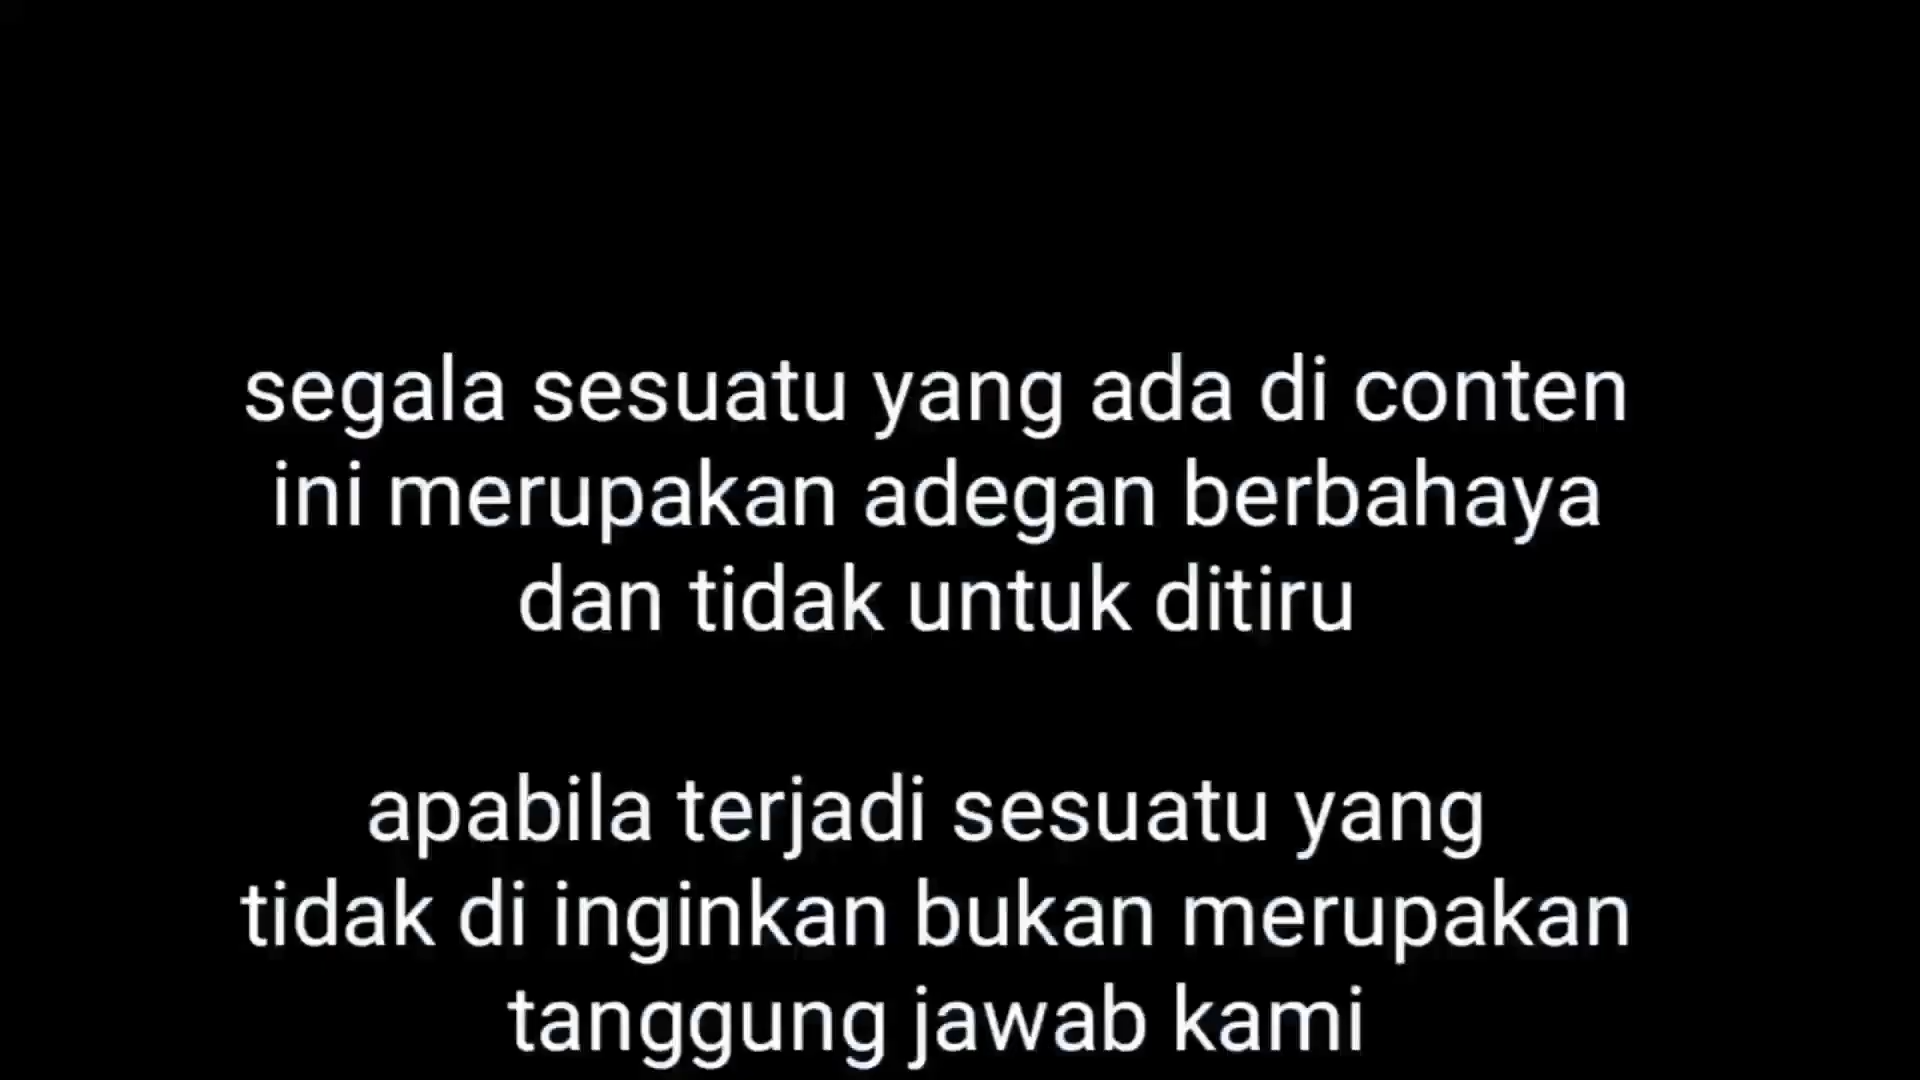 segala sesuatu yang ada di conten
ini merupakan adegan berbahaya
dan tidak untuk ditiru
apabila terjadi sesuatu yang
tidak di inginkan bukan merupakan
tanggung jawab kami